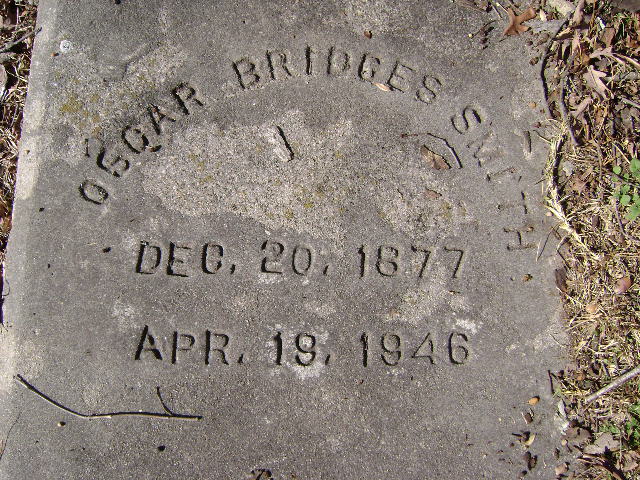 OSCAR BRIDGES SMITH
DEC. 20. 1877
APR. 19. 1946